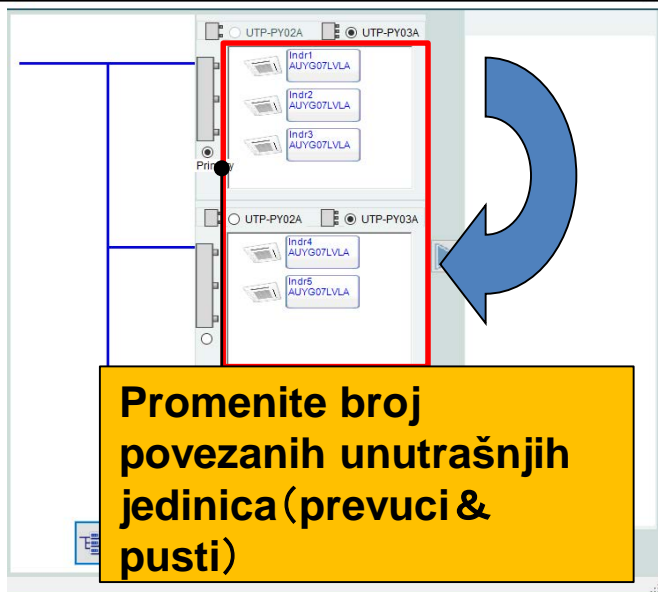 UTP-PY02A UTP-PY03A
Indr1
AUYG07LVLA
Indr2
AUYG07LVLA
Indr3
AUYG07LVLA
UTP-PY02A UTP-PY03A
Indr4
AUYG07LVLA
Indr5
AUYG07LVLA
Promenite broj
povezanih unutrašnjih
jedinica（prevuci＆
pusti）